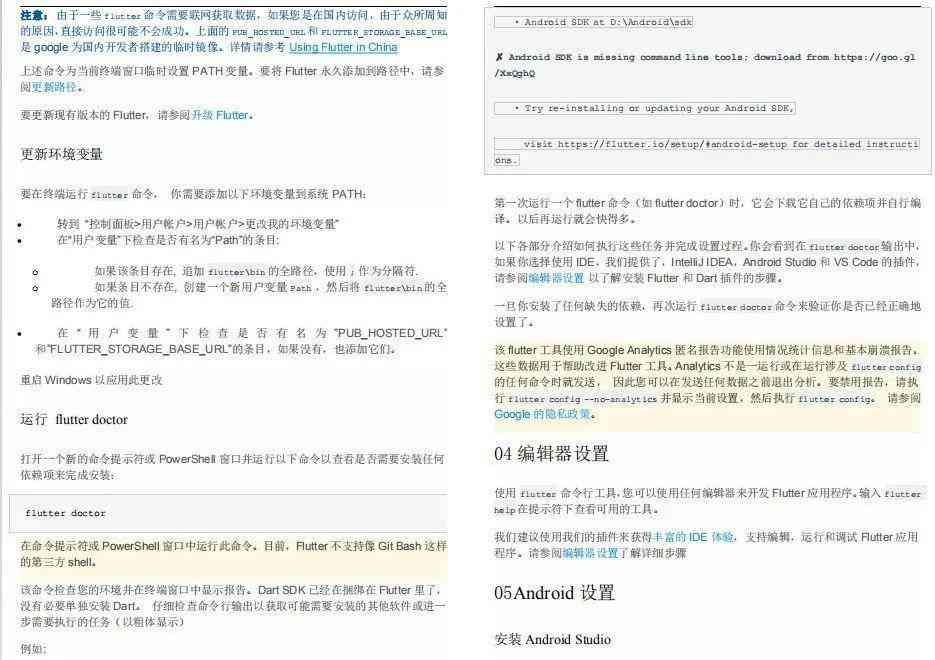 注意：由于一些 flutter 命令需要联网获取数据，如果您是在国内访问，由于众所周知
的原因，直接访问很可能不会成功。上面的 PUB_HOSTED_URL 和 FLUTTER_STORAGE_BASE_URL
是 google 为国内开发者搭建的临时镜像。详情请参考 Using Flutter in China
上述命令为当前终端窗口临时设置 PATH 变量。要将 Flutter 永久添加到路径中，请参
阅更新路径。
要更新现有版本的 Flutter，请参阅升级 Flutter。
更新环境变量
要在终端运行 flutter 命令， 你需要添加以下环境变量到系统 PATH：
• 转到 “控制面板>用户帐户>用户帐户>更改我的环境变量”
• 在“用户变量”下检查是否有名为“Path”的条目:
o 如果该条目存在, 追加 flutter\bin 的全路径，使用 ; 作为分隔符.
o 如果条目不存在, 创建一个新用户变量 Path ，然后将 flutter\bin 的全
路径作为它的值.
• 在“用户变量”下检查是否有名为”PUB_HOSTED_URL”
和”FLUTTER_STORAGE_BASE_URL”的条目，如果没有，也添加它们。
重启 Windows 以应用此更改
运行 flutter doctor
打开一个新的命令提示符或 PowerShell 窗口并运行以下命令以查看是否需要安装任何
依赖项来完成安装：
flutter doctor
在命令提示符或 PowerShell 窗口中运行此命令。目前，Flutter 不支持像 Git Bash 这样
的第三方 shell。
该命令检查您的环境并在终端窗口中显示报告。Dart SDK 已经在捆绑在 Flutter 里了，
没有必要单独安装 Dart。 仔细检查命令行输出以获取可能需要安装的其他软件或进一
步需要执行的任务（以粗体显示）
例如:
• Android SDK at D:\Android\sdk
✗ Android SDK is missing command line tools; download from https://goo.gl
/XxQghQ
• Try re-installing or updating your Android SDK,
visit https://flutter.io/setup/#android-setup for detailed instructi
ons.
第一次运行一个 flutter 命令（如 flutter doctor）时，它会下载它自己的依赖项并自行编
译。以后再运行就会快得多。
以下各部分介绍如何执行这些任务并完成设置过程。你会看到在 flutter doctor 输出中，
如果你选择使用 IDE，我们提供了，IntelliJ IDEA，Android Studio 和 VS Code 的插件，
请参阅编辑器设置 以了解安装 Flutter 和 Dart 插件的步骤。
一旦你安装了任何缺失的依赖，再次运行 flutter doctor 命令来验证你是否已经正确地
设置了。
该 flutter 工具使用 Google Analytics 匿名报告功能使用情况统计信息和基本崩溃报告。
这些数据用于帮助改进 Flutter 工具。Analytics 不是一运行或在运行涉及 flutter config
的任何命令时就发送， 因此您可以在发送任何数据之前退出分析。要禁用报告，请执
行 flutter config --no-analytics 并显示当前设置，然后执行 flutter config。 请参阅
Google 的隐私政策。
04 编辑器设置
使用 flutter 命令行工具，您可以使用任何编辑器来开发 Flutter 应用程序。输入 flutter
help 在提示符下查看可用的工具。
我们建议使用我们的插件来获得丰富的 IDE 体验，支持编辑，运行和调试 Flutter 应用
程序。请参阅编辑器设置了解详细步骤
05Android 设置
安装 Android Studio